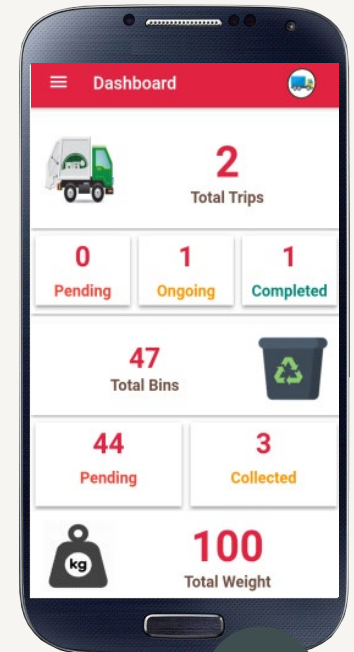 Dashboard
2
Total Trips
0 1 1
Pending Ongoing Completed
47
Total Bins
44 3
Pending Collected
kg
100
Total Weight